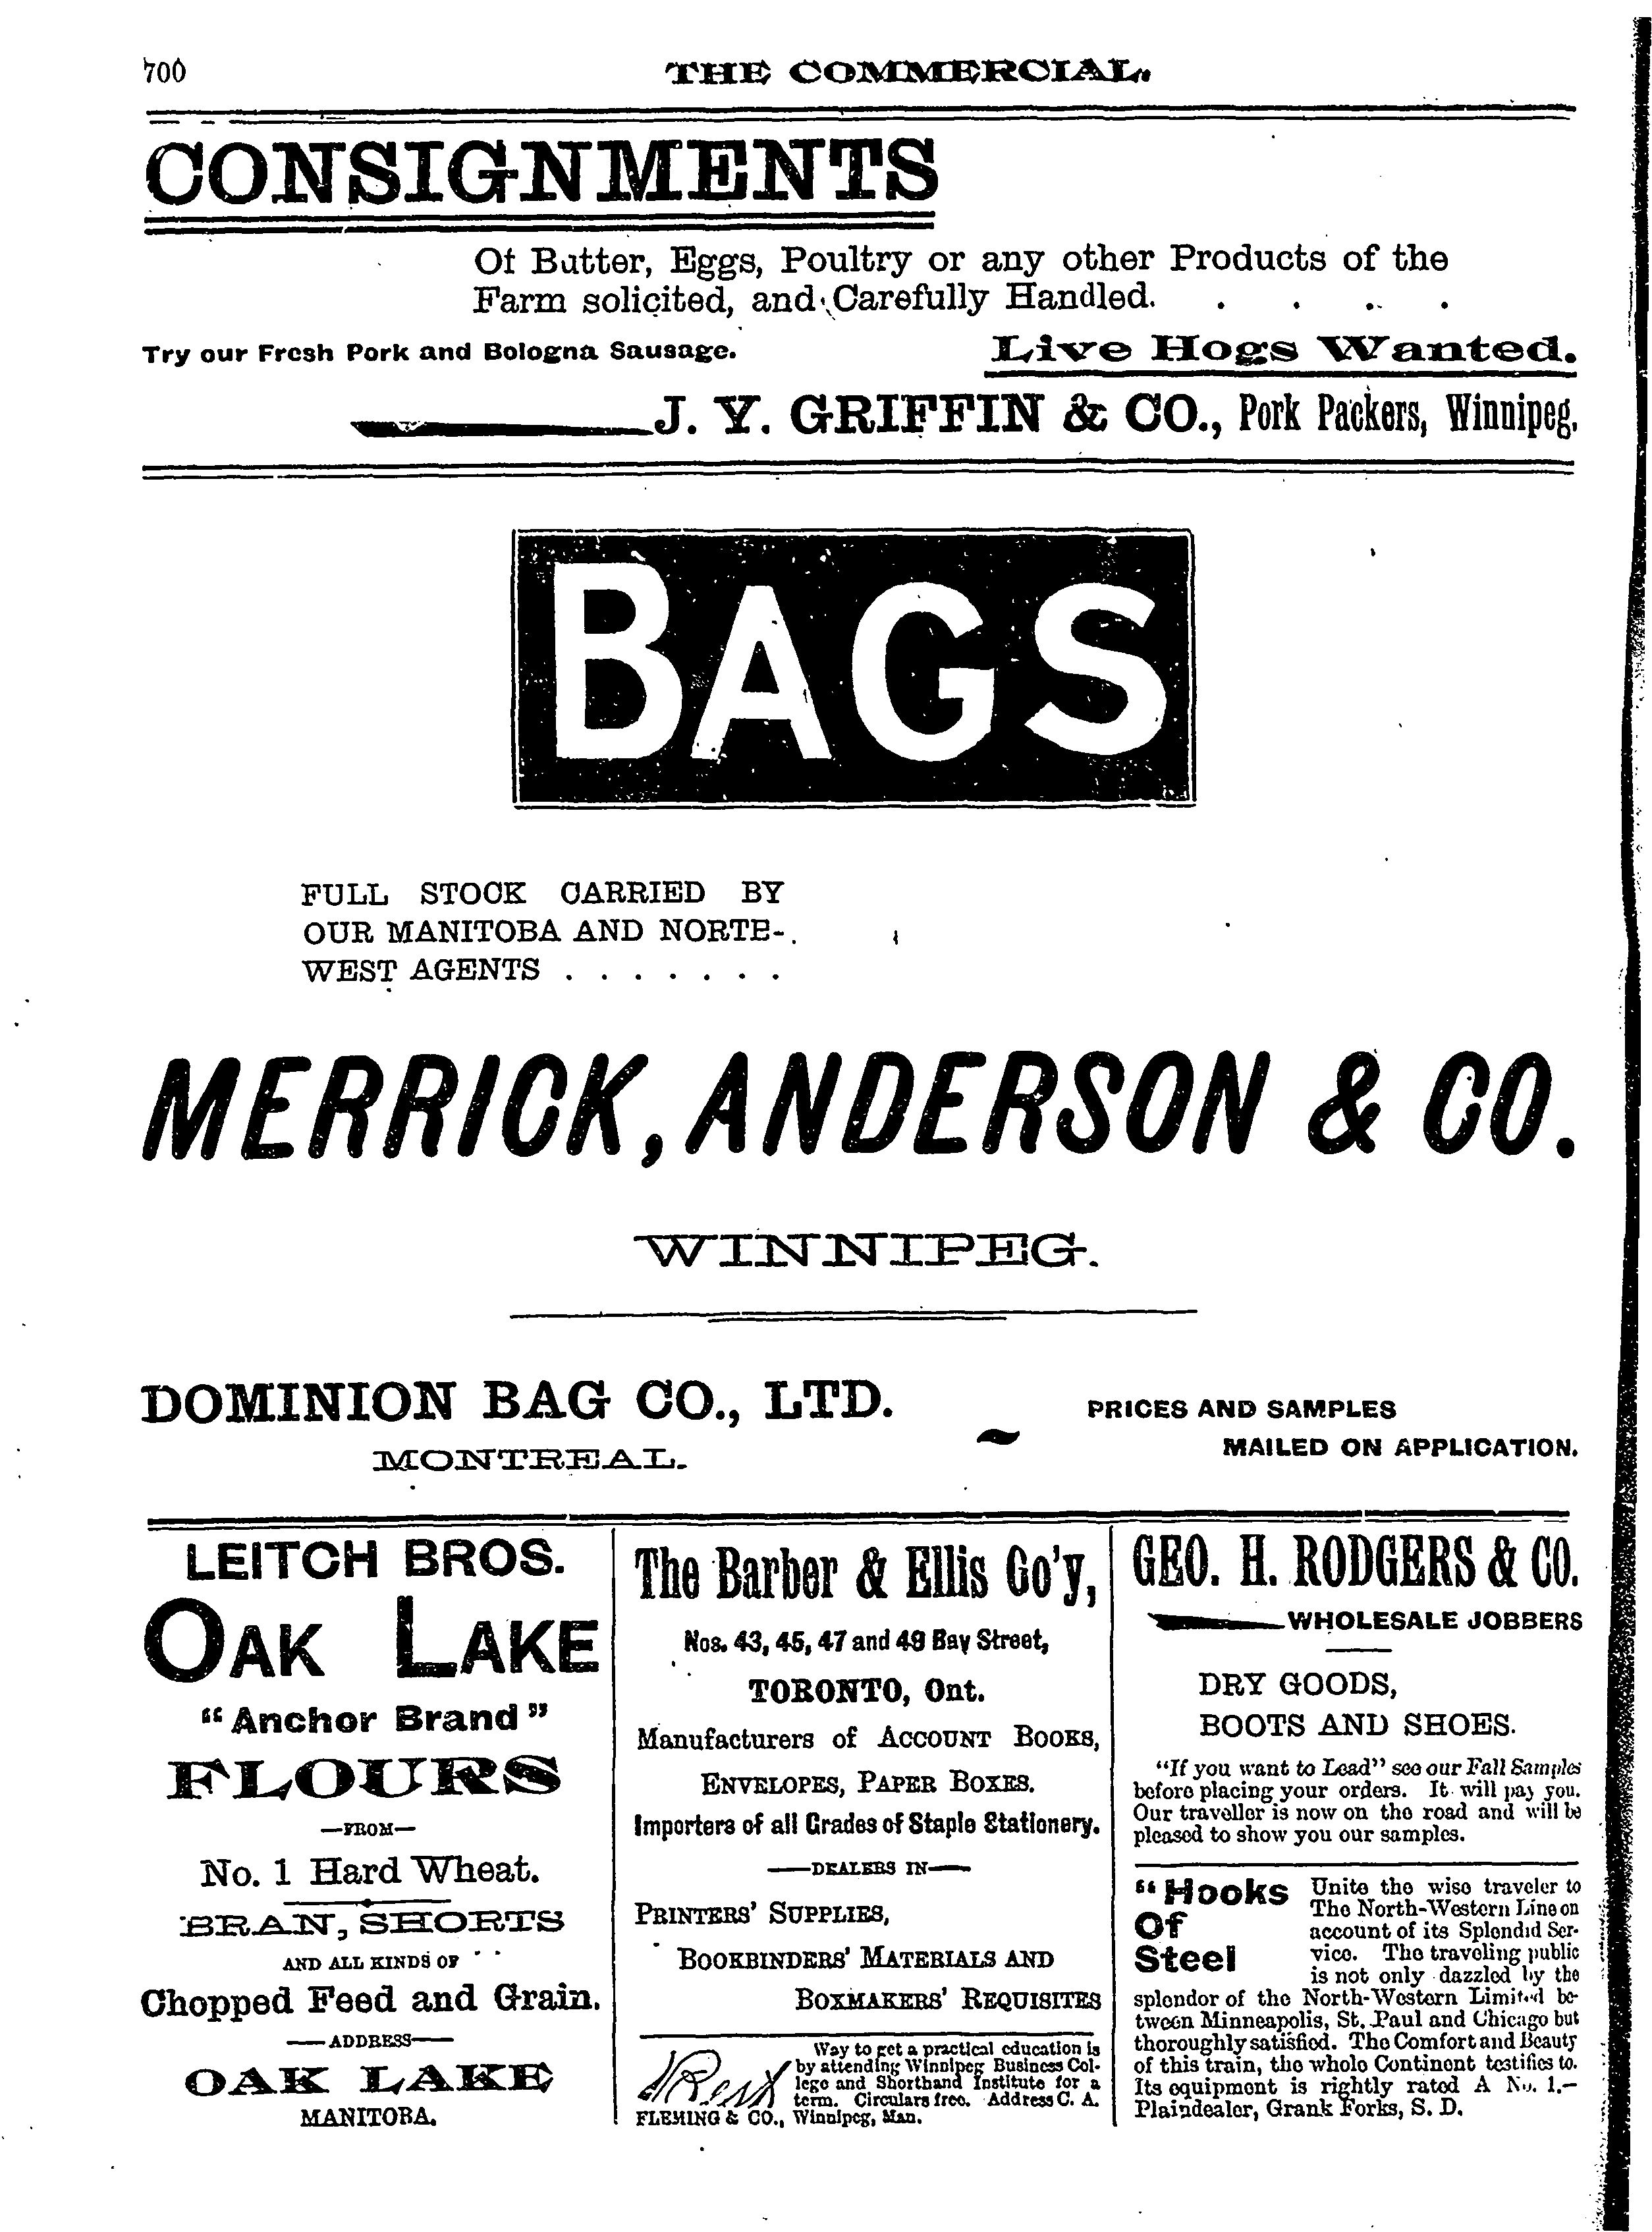 700
THE COMMERCIAL.
CONSIGNMENTS
Of Butter, Eggs, Poultry or any other Products of the
Farm solicited, and Carefully Handled. . . . .
Try our Fresh Pork and Bologna Sausage.
Live Hogs Wanted.
J. Y. GRIFFIN & CO., Pork Packers, Winnipeg.
BAGS
FULL STOCK CARRIED BY
OUR MANITOBA AND NORTH-
WEST AGENTS . . . . . . .
MERRICK, ANDERSON & CO.
WINNIPEG.
DOMINION BAG CO., LTD.
MONTREAL.
PRICES AND SAMPLES
MAILED ON APPLICATION.
LEITCH BROS.
OAK LAKE
"Anchor Brand"
FLOURS
—FROM—
No. 1 Hard Wheat.
BRAN, SHORTS
AND ALL KINDS OF
Chopped Feed and Grain.
—ADDRESS—
OAK LAKE
MANITOBA.
The Barber & Ellis Co'y,
Nos. 43, 45, 47 and 49 Bay Street,
TORONTO, Ont.
Manufacturers of ACCOUNT BOOKS,
ENVELOPES, PAPER BOXES.
Importers of all Grades of Staple Stationery.
—DEALERS IN—
PRINTERS' SUPPLIES,
BOOKBINDERS' MATERIALS AND
BOXMAKERS' REQUISITES
Best
Way to get a practical education is
by attending Winnipeg Business Col-
lege and Shorthand Institute for a
term. Circulars free. Address C. A.
FLEMING & CO., Winnipeg, Man.
GEO. H. RODGERS & CO.
WHOLESALE JOBBERS
DRY GOODS,
BOOTS AND SHOES.
"If you want to Lead" see our Fall Samples
before placing your orders. It will pay you.
Our traveller is now on the road and will be
pleased to show you our samples.
"Hooks
Of
Steel
Unite the wise traveler to
The North-Western Line on
account of its Splendid Ser-
vice. The traveling public
is not only dazzled by the
splendor of the North-Western Limited be-
tween Minneapolis, St. Paul and Chicago but
thoroughly satisfied. The Comfort and Beauty
of this train, the whole Continent testifies to.
Its equipment is rightly rated A No. 1.—
Plaindealer, Grank Forks, S. D.